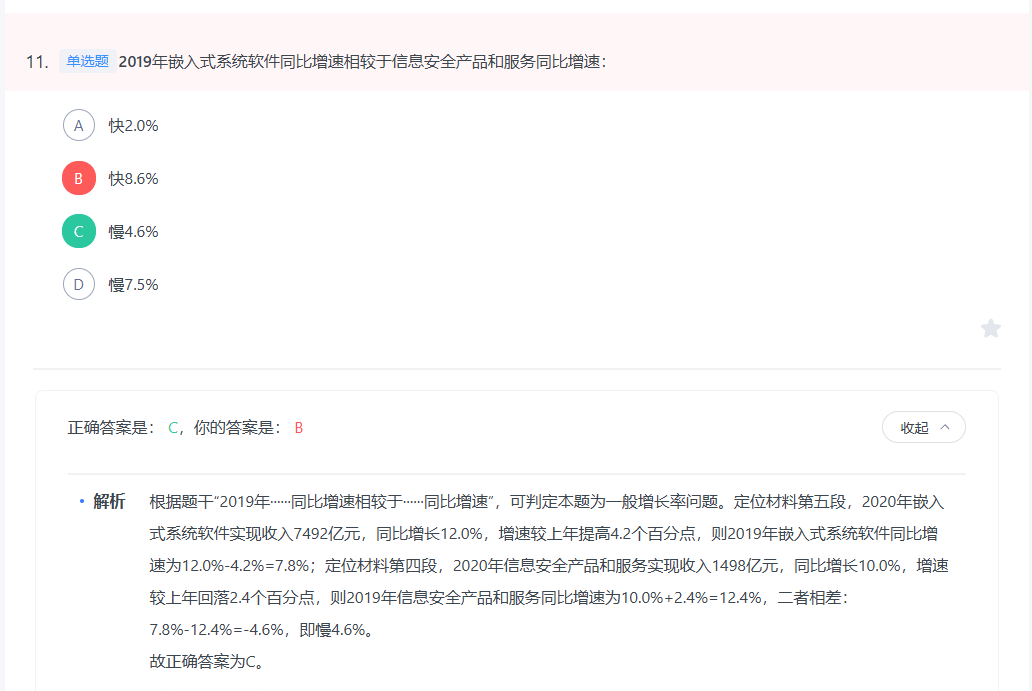 11. 单选题 2019年嵌入式系统软件同比增速相较于信息安全产品和服务同比增速：
A 快2.0%
B 快8.6%
C 慢4.6%
D 慢7.5%
正确答案是： C，你的答案是： B
收起
• 解析 根据题干“2019年……同比增速相较于……同比增速”，可判定本题为一般增长率问题。定位材料第五段，2020年嵌入
式系统软件实现收入7492亿元，同比增长12.0%，增速较上年提高4.2个百分点，则2019年嵌入式系统软件同比增
速为12.0%-4.2%=7.8%；定位材料第四段，2020年信息安全产品和服务实现收入1498亿元，同比增长10.0%，增速
较上年回落2.4个百分点，则2019年信息安全产品和服务同比增速为10.0%+2.4%=12.4%，二者相差：
7.8%-12.4%=-4.6%，即慢4.6%。
故正确答案为C。